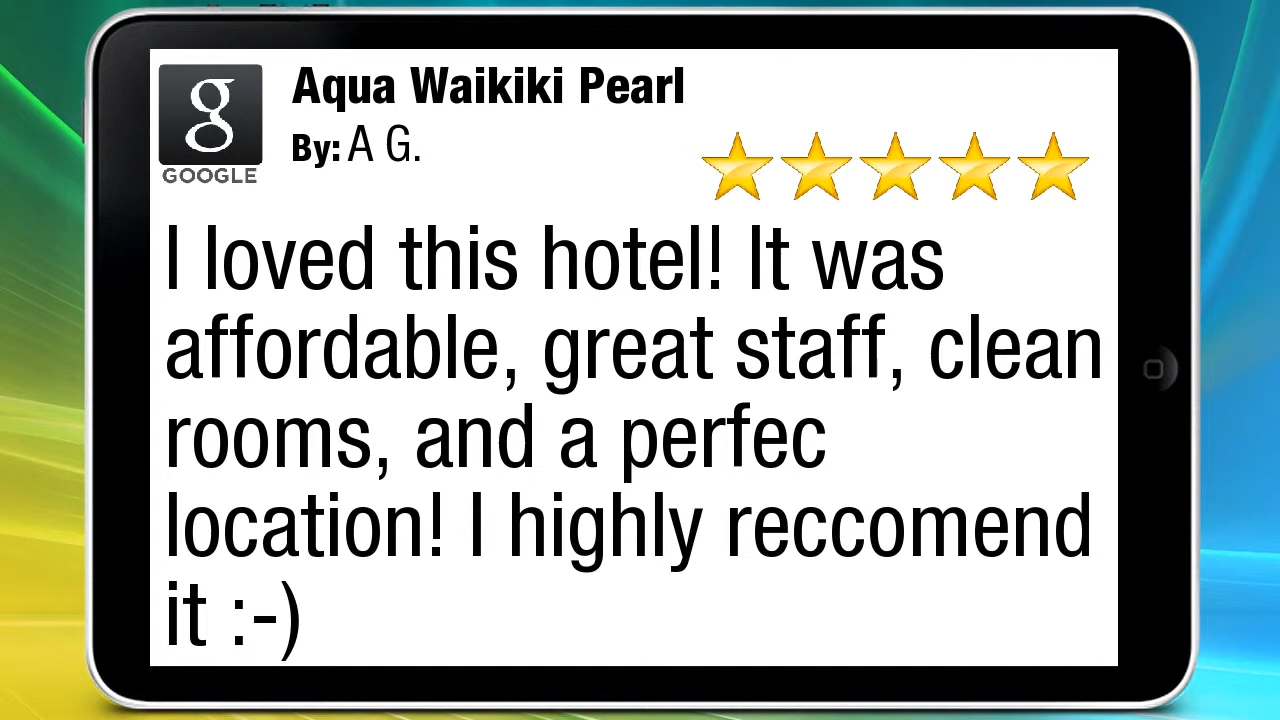 g
GOOGLE
Aqua Waikiki Pearl
By: A G.
I loved this hotel! It was
affordable, great staff, clean
rooms, and a perfec
location! I highly reccomend
it :-)